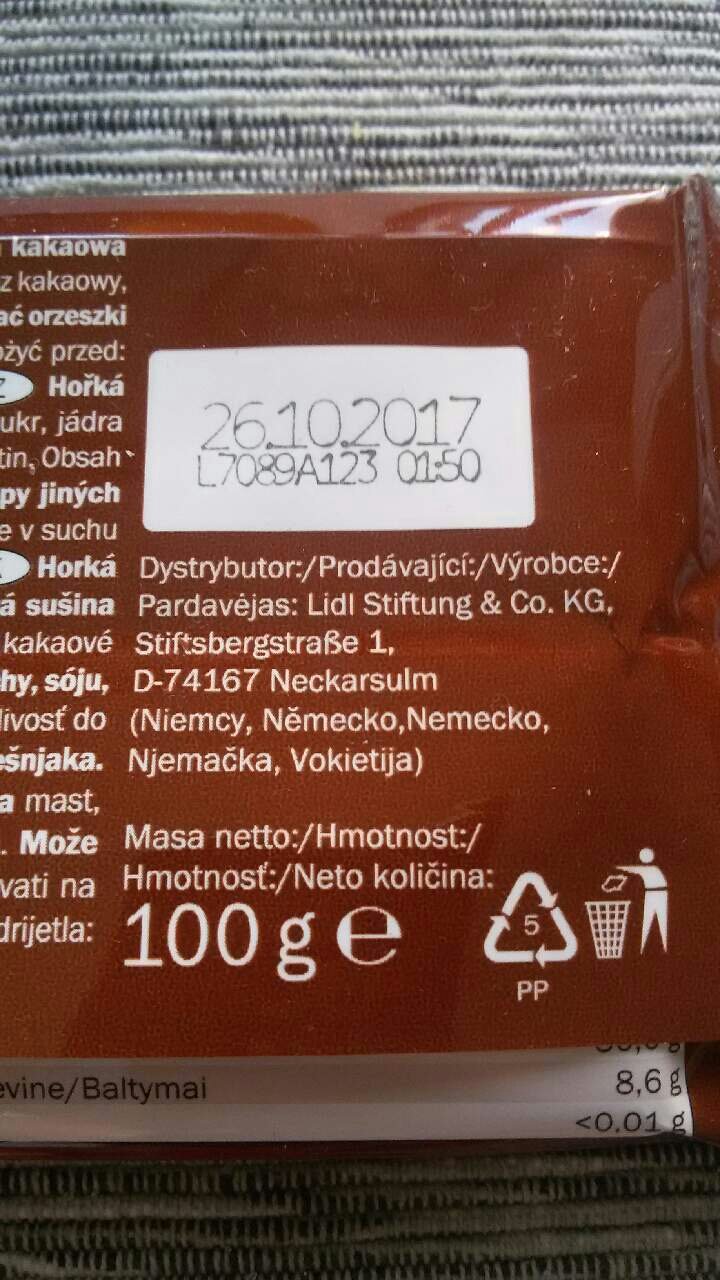 kakaowa
z kakaowy,
ać orzeszki
ożyć przed:
Z Hořká
ukr, jádra
tin, Obsah
py jiných
e v suchu
Horká
á sušina
kakaové
hy, sóju,
livosť do
ešnjaka.
a mast,
. Može
vati na
drijetla:
26.10.2017
L7089A123 01:50
Dystrybutor:/Prodávající:/Výrobce:/
Pardavėjas: Lidl Stiftung & Co. KG,
Stiftsbergstraße 1,
D-74167 Neckarsulm
(Niemcy, Německo,Nemecko,
Njemačka, Vokietija)
Masa netto:/Hmotnost:/
Hmotnosť:/Neto količina:
100 g e
5
PP
evine/Baltymai
8,6 g
<0,01 g